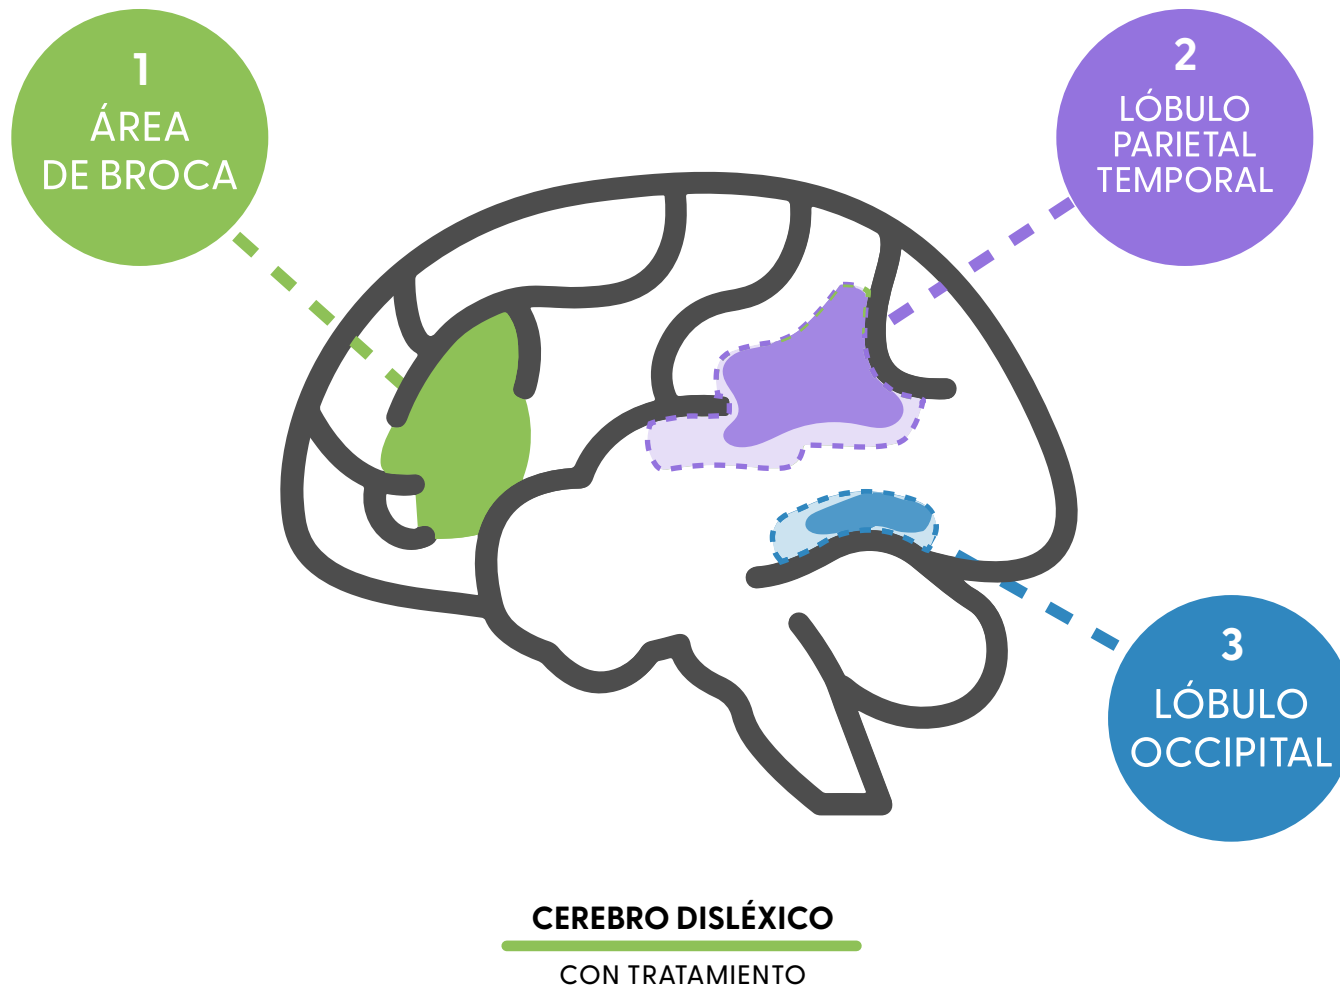 1
ÁREA
DE BROCA
2
LÓBULO
PARIETAL
TEMPORAL
3
LÓBULO
OCCIPITAL
CEREBRO DISLÉXICO
CON TRATAMIENTO